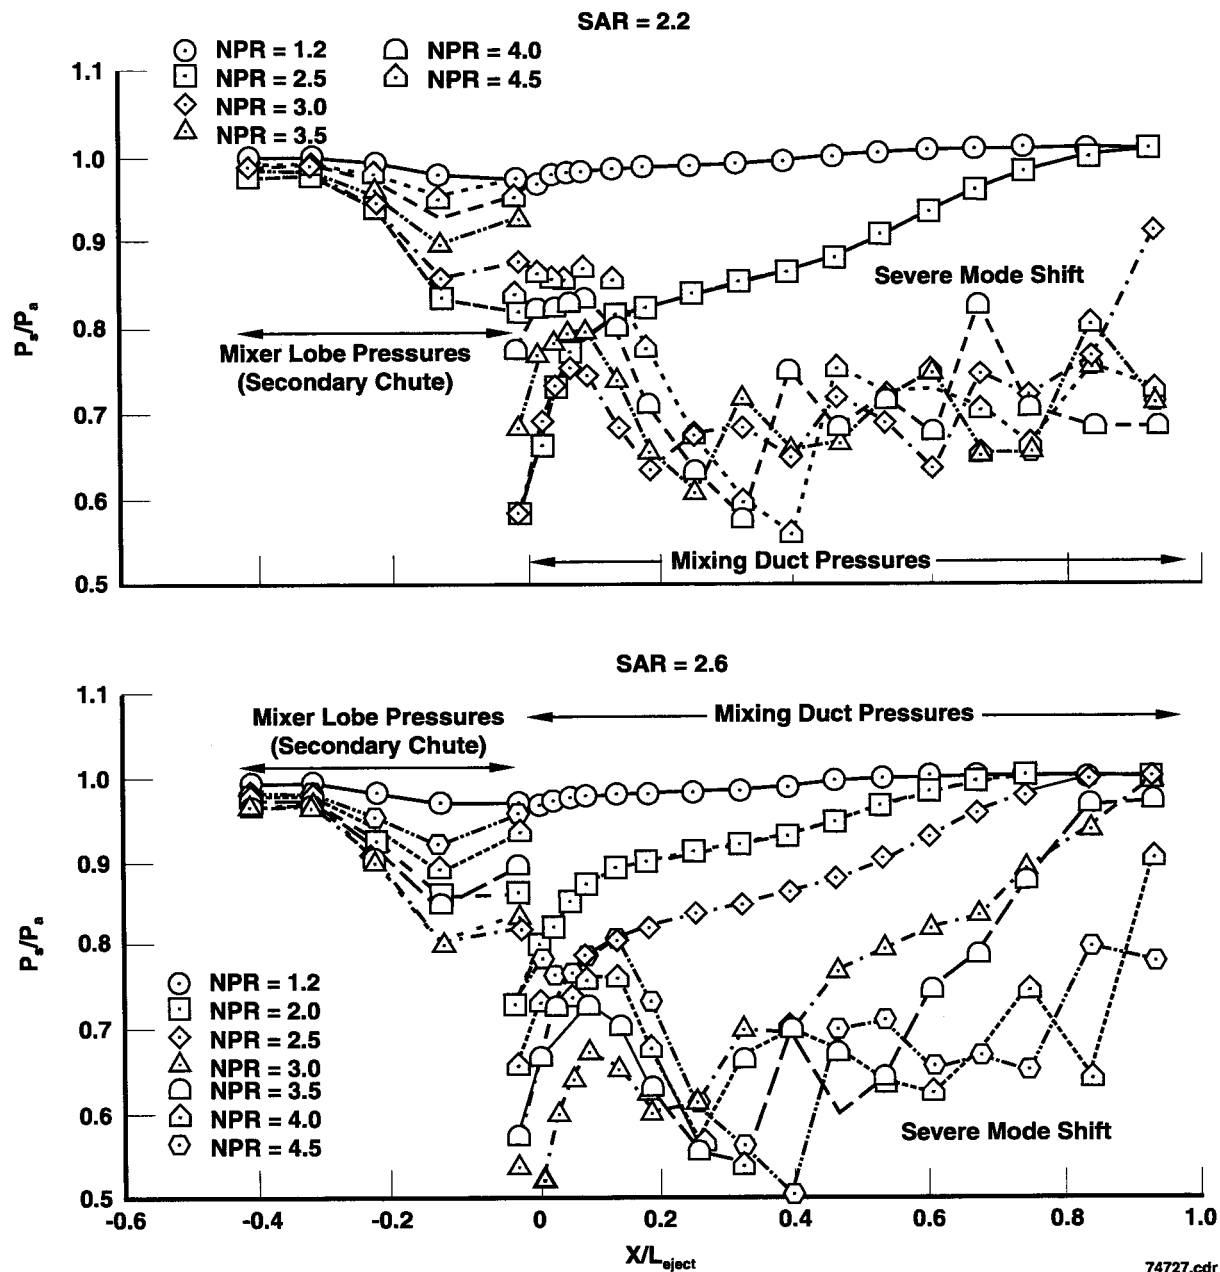 SAR = 2.2
NPR = 1.2
NPR = 2.5
NPR = 3.0
NPR = 3.5
NPR = 4.0
NPR = 4.5
1.1
1.0
0.9
0.8
0.7
0.6
0.5
Ps/Pa
Severe Mode Shift
Mixer Lobe Pressures
(Secondary Chute)
Mixing Duct Pressures
SAR = 2.6
1.1
1.0
0.9
0.8
0.7
0.6
0.5
Ps/Pa
Mixer Lobe Pressures
(Secondary Chute)
Mixing Duct Pressures
NPR = 1.2
NPR = 2.0
NPR = 2.5
NPR = 3.0
NPR = 3.5
NPR = 4.0
NPR = 4.5
Severe Mode Shift
-0.6 -0.4 -0.2 0 0.2 0.4 0.6 0.8 1.0
X/Leject
74727.cdr